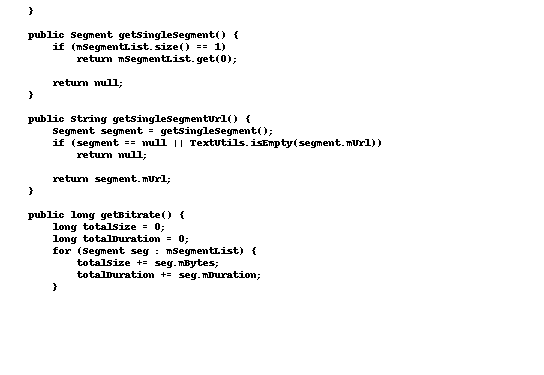 }

public Segment getSingleSegment() {
    if (mSegmentList.size() == 1)
        return mSegmentList.get(0);

    return null;
}

public String getSingleSegmentUrl() {
    Segment segment = getSingleSegment();
    if (segment == null || TextUtils.isEmpty(segment.mUrl))
        return null;

    return segment.mUrl;
}

public long getBitrate() {
    long totalSize = 0;
    long totalDuration = 0;
    for (Segment seg : mSegmentList) {
        totalSize += seg.mBytes;
        totalDuration += seg.mDuration;
    }